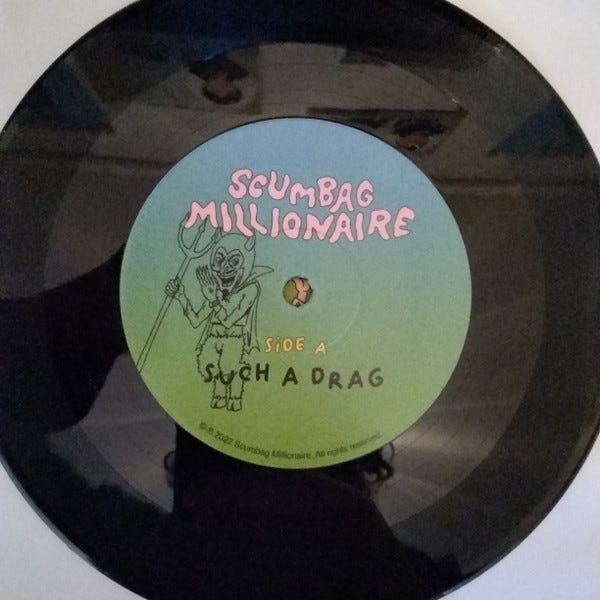 SCUMBAG
MILLIONAIRE
SiDE A
SUCH A DRAG
©℗ 2022 Scumbag Millionaire. All rights reserved.